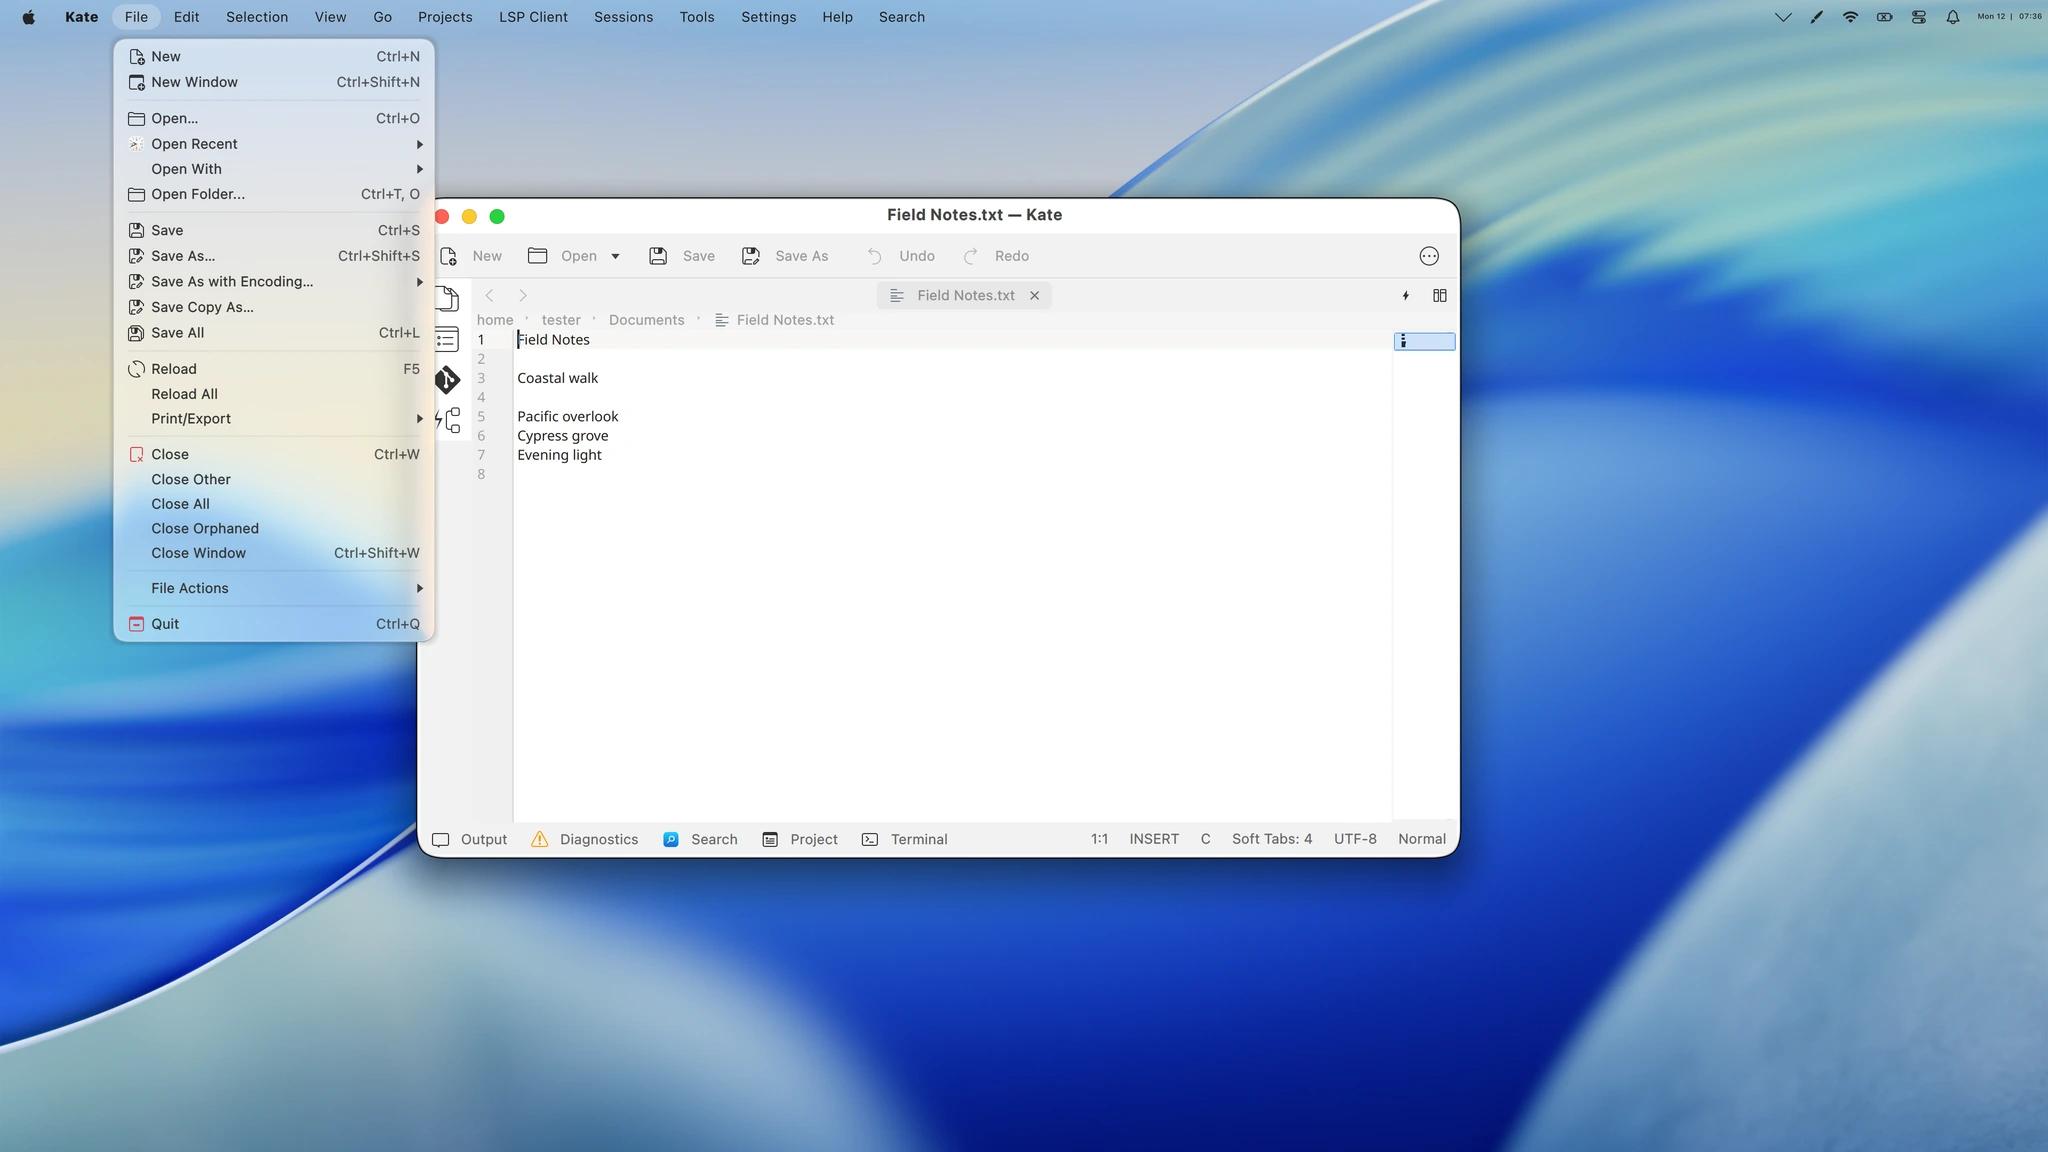 Kate File Edit Selection View Go Projects LSP Client Sessions Tools Settings Help Search Mon 12 | 07:36
New Ctrl+N
New Window Ctrl+Shift+N
Open... Ctrl+O
Open Recent
Open With
Open Folder... Ctrl+T, O
Save Ctrl+S
Save As... Ctrl+Shift+S
Save As with Encoding...
Save Copy As...
Save All Ctrl+L
Reload F5
Reload All
Print/Export
Close Ctrl+W
Close Other
Close All
Close Orphaned
Close Window Ctrl+Shift+W
File Actions
Quit Ctrl+Q
Field Notes.txt — Kate
New Open Save Save As Undo Redo
Field Notes.txt
home tester Documents Field Notes.txt
1 Field Notes
2
3 Coastal walk
4
5 Pacific overlook
6 Cypress grove
7 Evening light
8
Output Diagnostics Search Project Terminal 1:1 INSERT C Soft Tabs: 4 UTF-8 Normal